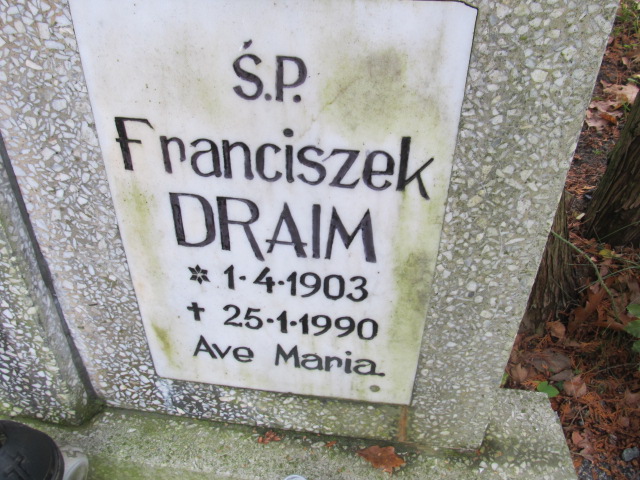 Ś.P.
Franciszek
DRAIM
* 1·4·1903
✝ 25·1·1990
Ave Maria